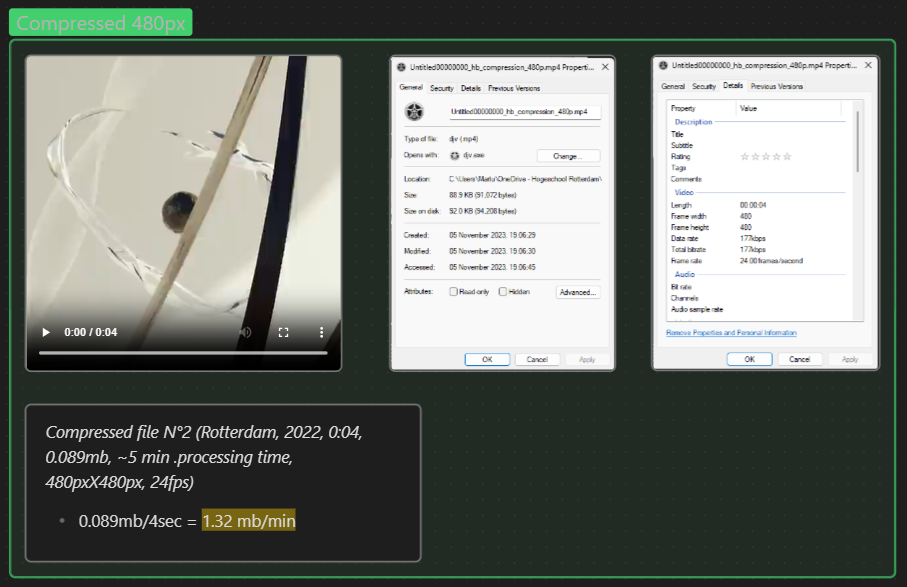 Compressed 480px
0:00 / 0:04
Untitled00000000_hb_compression_480p.mp4 Properti...
General Security Details Previous Versions
Untitled00000000_hb_compression_480p.mp4
Type of file: djv (.mp4)
Opens with: djv.exe Change...
Location: C:\Users\Martu\OneDrive - Hogeschool Rotterdam\
Size: 88.9 KB (91,072 bytes)
Size on disk: 92.0 KB (94,208 bytes)
Created: 05 November 2023, 19:06:29
Modified: 05 November 2023, 19:06:30
Accessed: 05 November 2023, 19:06:45
Attributes: Read-only Hidden Advanced...
OK Cancel Apply
Untitled00000000_hb_compression_480p.mp4 Properti...
General Security Details Previous Versions
Property Value
Description
Title
Subtitle
Rating
Tags
Comments
Video
Length 00:00:04
Frame width 480
Frame height 480
Data rate 177kbps
Total bitrate 177kbps
Frame rate 24.00 frames/second
Audio
Bit rate
Channels
Audio sample rate
Remove Properties and Personal Information
OK Cancel Apply
Compressed file N°2 (Rotterdam, 2022, 0:04,
0.089mb, ~5 min .processing time,
480pxX480px, 24fps)
• 0.089mb/4sec = 1.32 mb/min